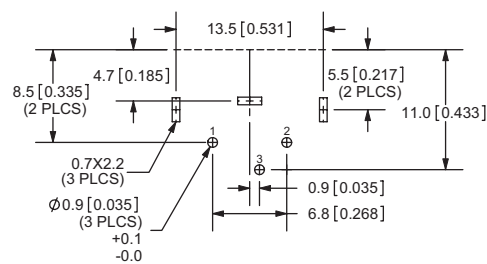 13.5 [0.531]
4.7 [0.185]
5.5 [0.217]
(2 PLCS)
8.5 [0.335]
(2 PLCS)
11.0 [0.433]
1
2
3
0.7X2.2
(3 PLCS)
Ø0.9 [0.035]
(3 PLCS)
+0.1
-0.0
0.9 [0.035]
6.8 [0.268]